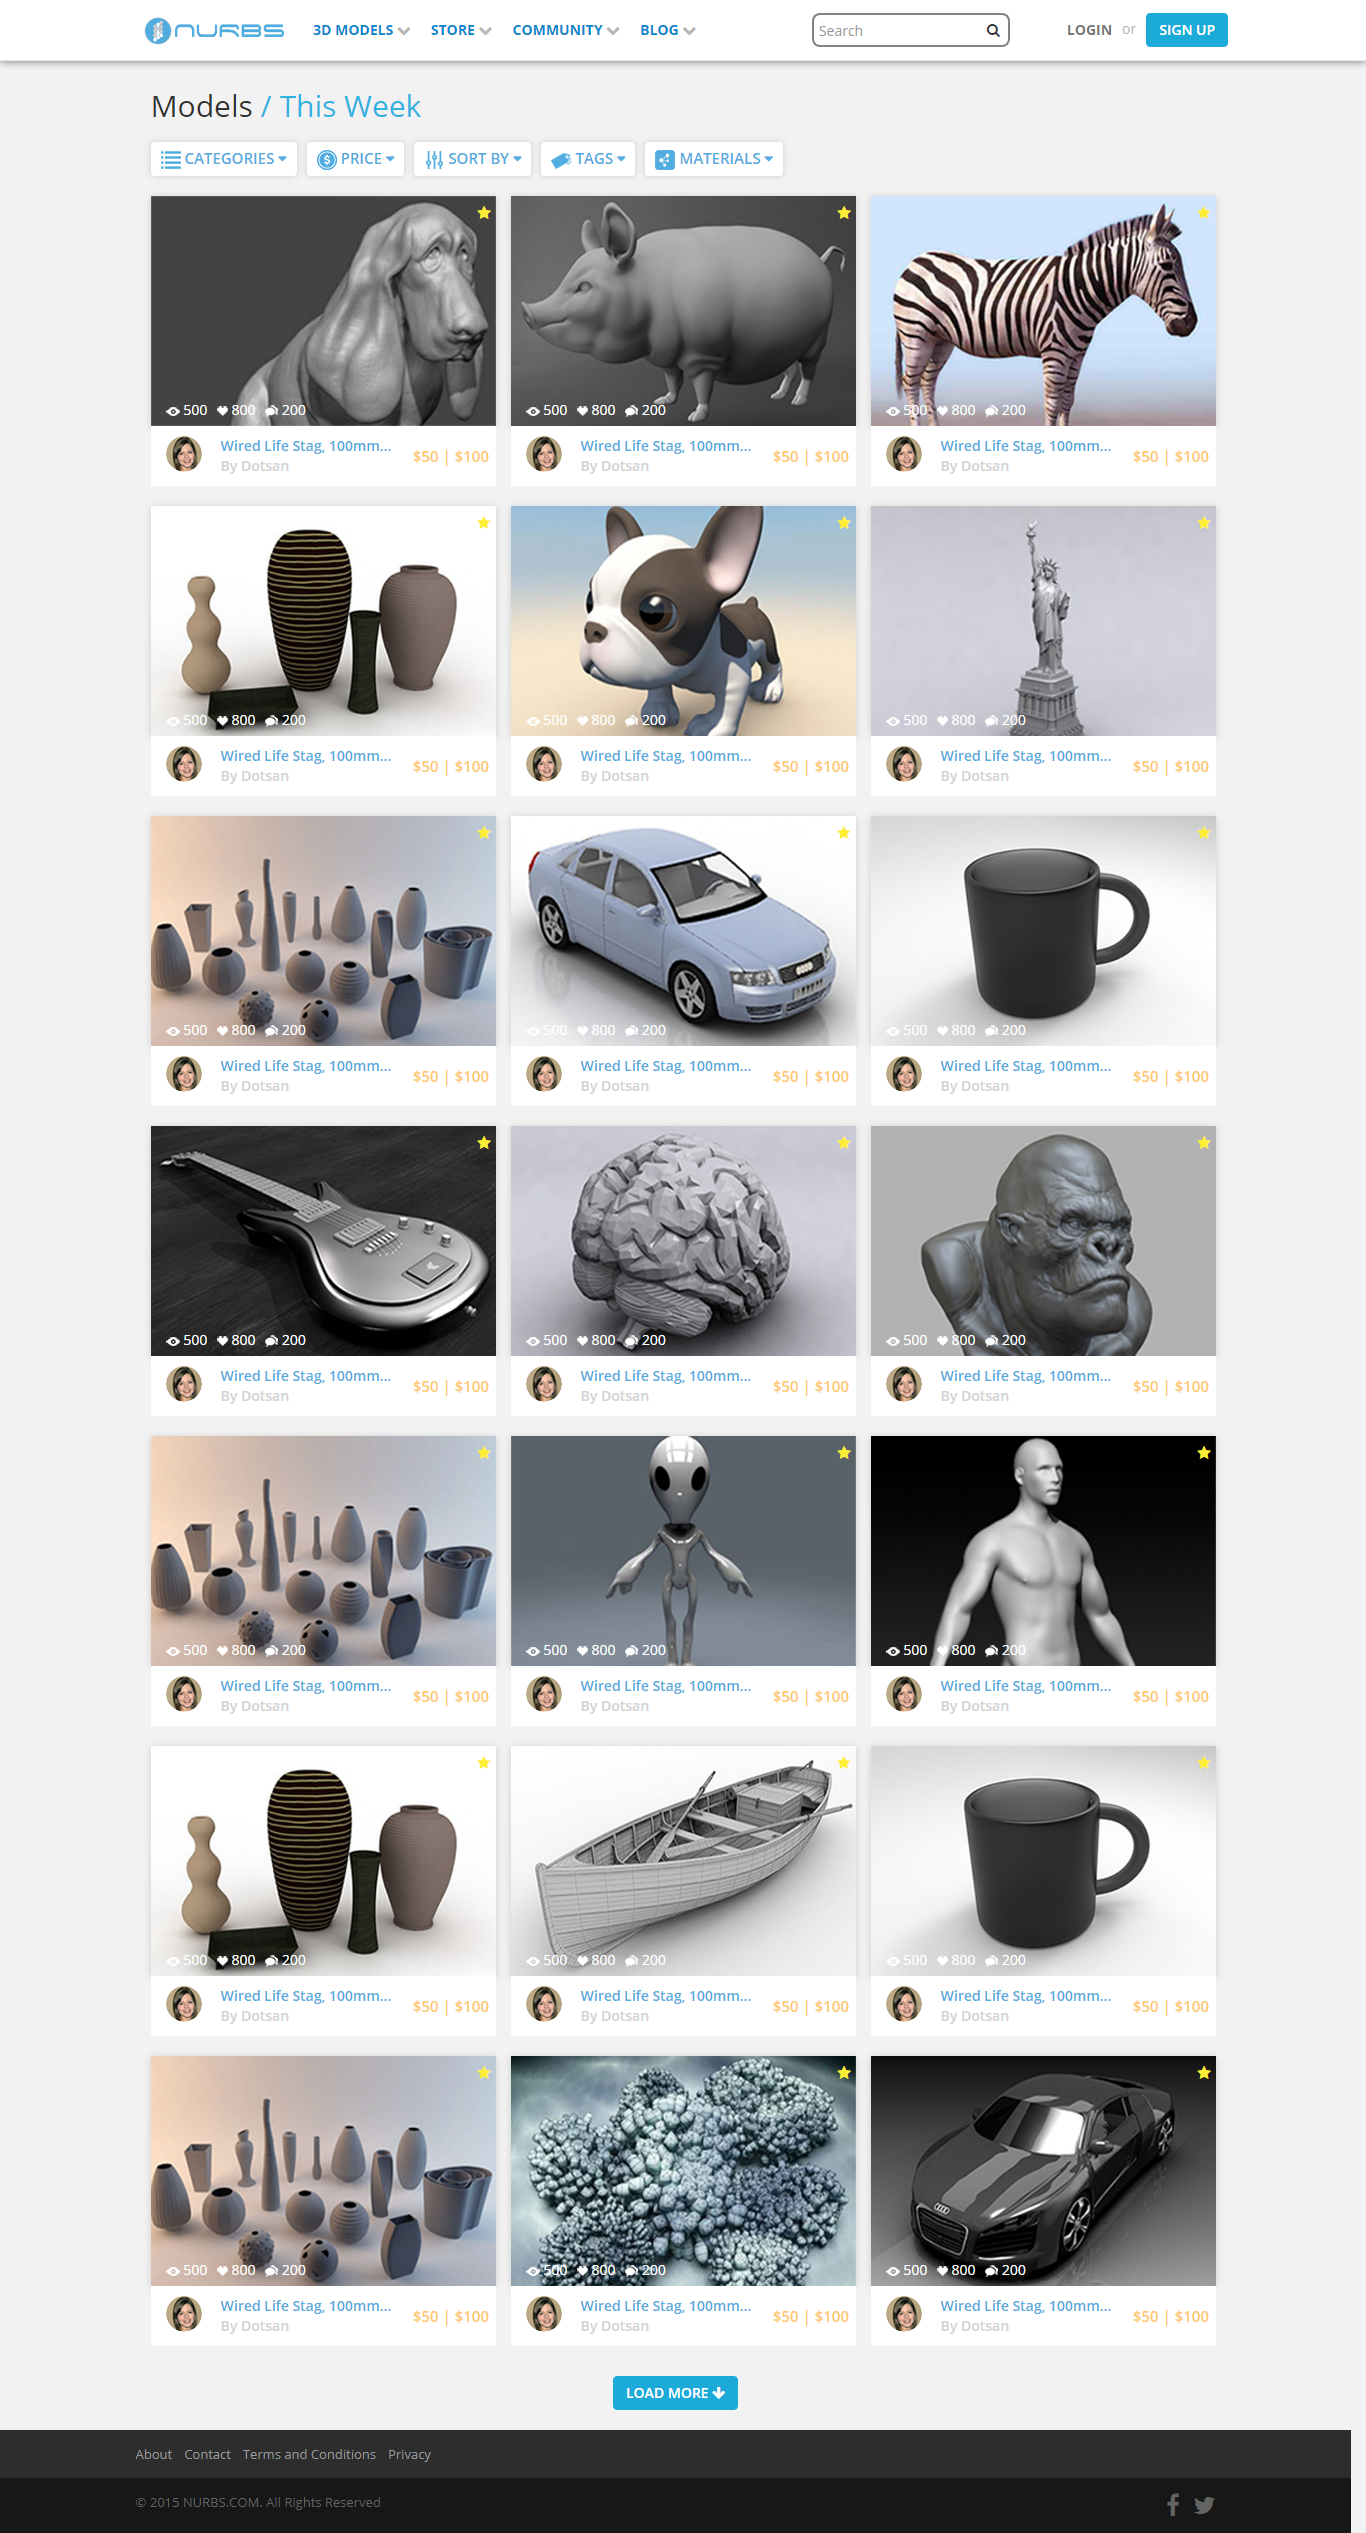 NURBS 3D MODELS STORE COMMUNITY BLOG Search LOGIN or SIGN UP
Models / This Week
CATEGORIES PRICE SORT BY TAGS MATERIALS
500 800 200 500 800 200 500 800 200
Wired Life Stag, 100mm... $50 | $100 Wired Life Stag, 100mm... $50 | $100 Wired Life Stag, 100mm... $50 | $100
By Dotsan By Dotsan By Dotsan
500 800 200 500 800 200 500 800 200
Wired Life Stag, 100mm... $50 | $100 Wired Life Stag, 100mm... $50 | $100 Wired Life Stag, 100mm... $50 | $100
By Dotsan By Dotsan By Dotsan
500 800 200 500 800 200 500 800 200
Wired Life Stag, 100mm... $50 | $100 Wired Life Stag, 100mm... $50 | $100 Wired Life Stag, 100mm... $50 | $100
By Dotsan By Dotsan By Dotsan
500 800 200 500 800 200 500 800 200
Wired Life Stag, 100mm... $50 | $100 Wired Life Stag, 100mm... $50 | $100 Wired Life Stag, 100mm... $50 | $100
By Dotsan By Dotsan By Dotsan
500 800 200 500 800 200 500 800 200
Wired Life Stag, 100mm... $50 | $100 Wired Life Stag, 100mm... $50 | $100 Wired Life Stag, 100mm... $50 | $100
By Dotsan By Dotsan By Dotsan
500 800 200 500 800 200 500 800 200
Wired Life Stag, 100mm... $50 | $100 Wired Life Stag, 100mm... $50 | $100 Wired Life Stag, 100mm... $50 | $100
By Dotsan By Dotsan By Dotsan
500 800 200 500 800 200 500 800 200
Wired Life Stag, 100mm... $50 | $100 Wired Life Stag, 100mm... $50 | $100 Wired Life Stag, 100mm... $50 | $100
By Dotsan By Dotsan By Dotsan
LOAD MORE
About Contact Terms and Conditions Privacy
© 2015 NURBS.COM. All Rights Reserved